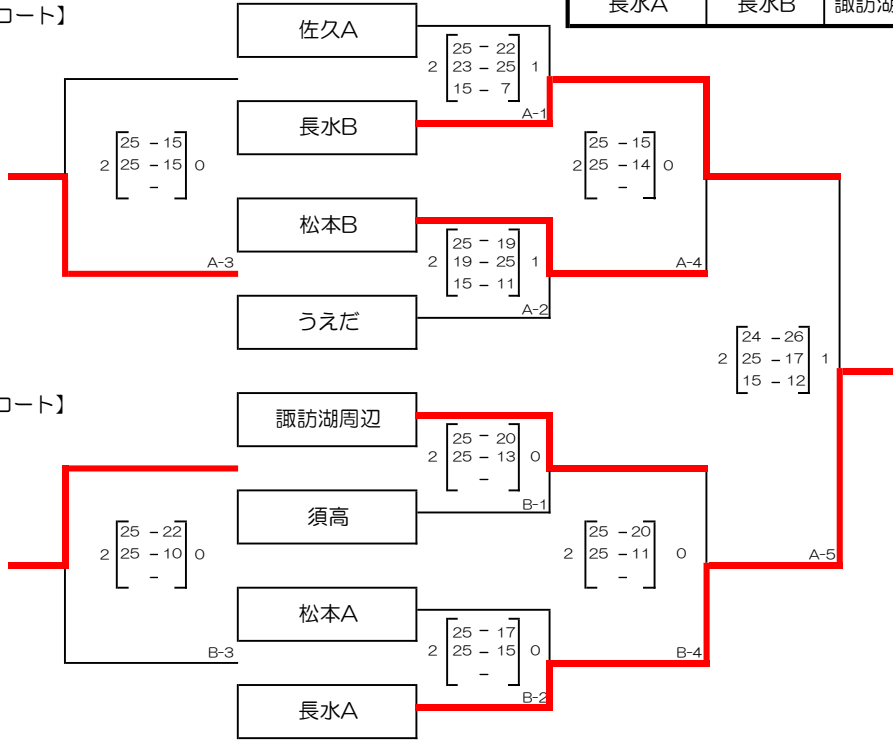 コート】
長水A 長水B 諏訪湖
佐久A
2 25 - 22 1
23 - 25
15 - 7
A-1
長水B
2 25 - 15 0
25 - 15
-
A-3
2 25 - 15 0
25 - 14
-
A-4
松本B
2 25 - 19 1
19 - 25
15 - 11
A-2
うえだ
2 24 - 26 1
25 - 17
15 - 12
A-5
コート】
諏訪湖周辺
2 25 - 20 0
25 - 13
-
B-1
須高
2 25 - 22 0
25 - 10
-
B-3
2 25 - 20 0
25 - 11
-
B-4
松本A
2 25 - 17 0
25 - 15
-
B-2
長水A